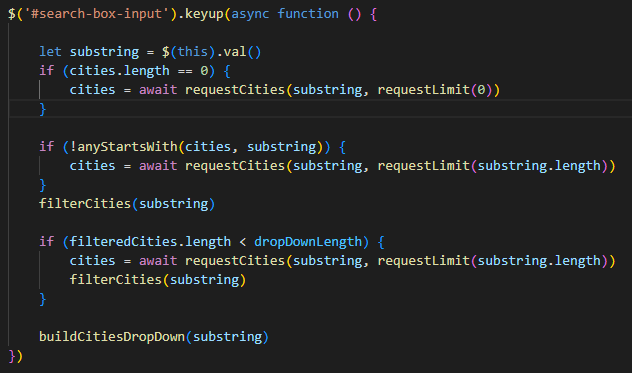 $('#search-box-input').keyup(async function () {
let substring = $(this).val()
if (cities.length == 0) {
cities = await requestCities(substring, requestLimit(0))
}
if (!anyStartsWith(cities, substring)) {
cities = await requestCities(substring, requestLimit(substring.length))
}
filterCities(substring)
if (filteredCities.length < dropDownLength) {
cities = await requestCities(substring, requestLimit(substring.length))
filterCities(substring)
}
buildCitiesDropDown(substring)
})